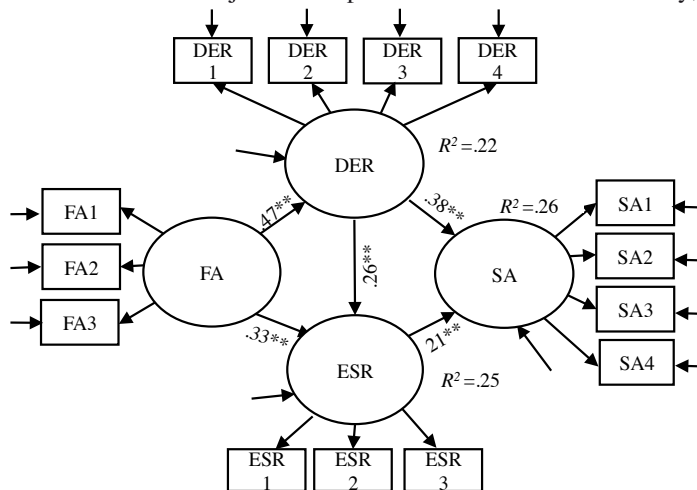 DER
1
DER
2
DER
3
DER
4
DER
R² = .22
FA1
FA2
FA3
FA
.47**
.38**
R² = .26
SA1
SA2
SA3
SA4
SA
.26**
.33**
21**
ESR
R² = .25
ESR
1
ESR
2
ESR
3